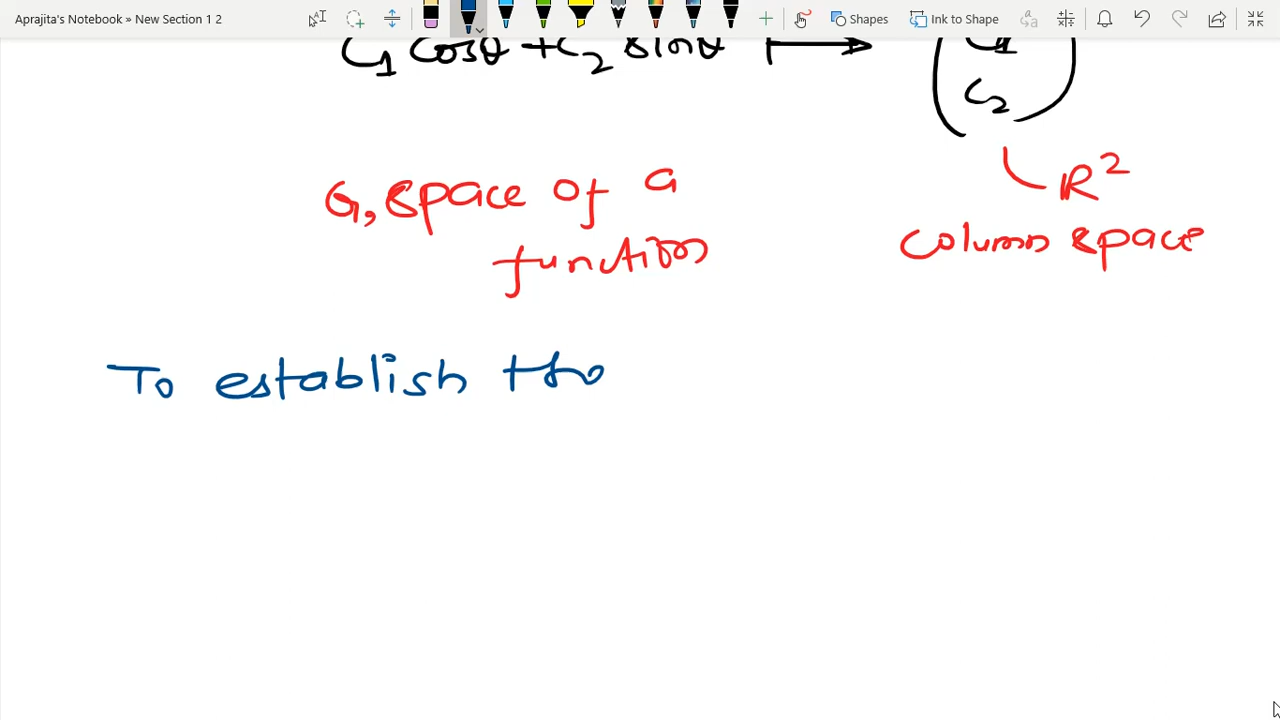 Aprajita's Notebook » New Section 1 2
Shapes
Ink to Shape
C1 cosθ + C2 sinθ ↦ (C1
C2)
R²
G, space of a
function
column space
To establish